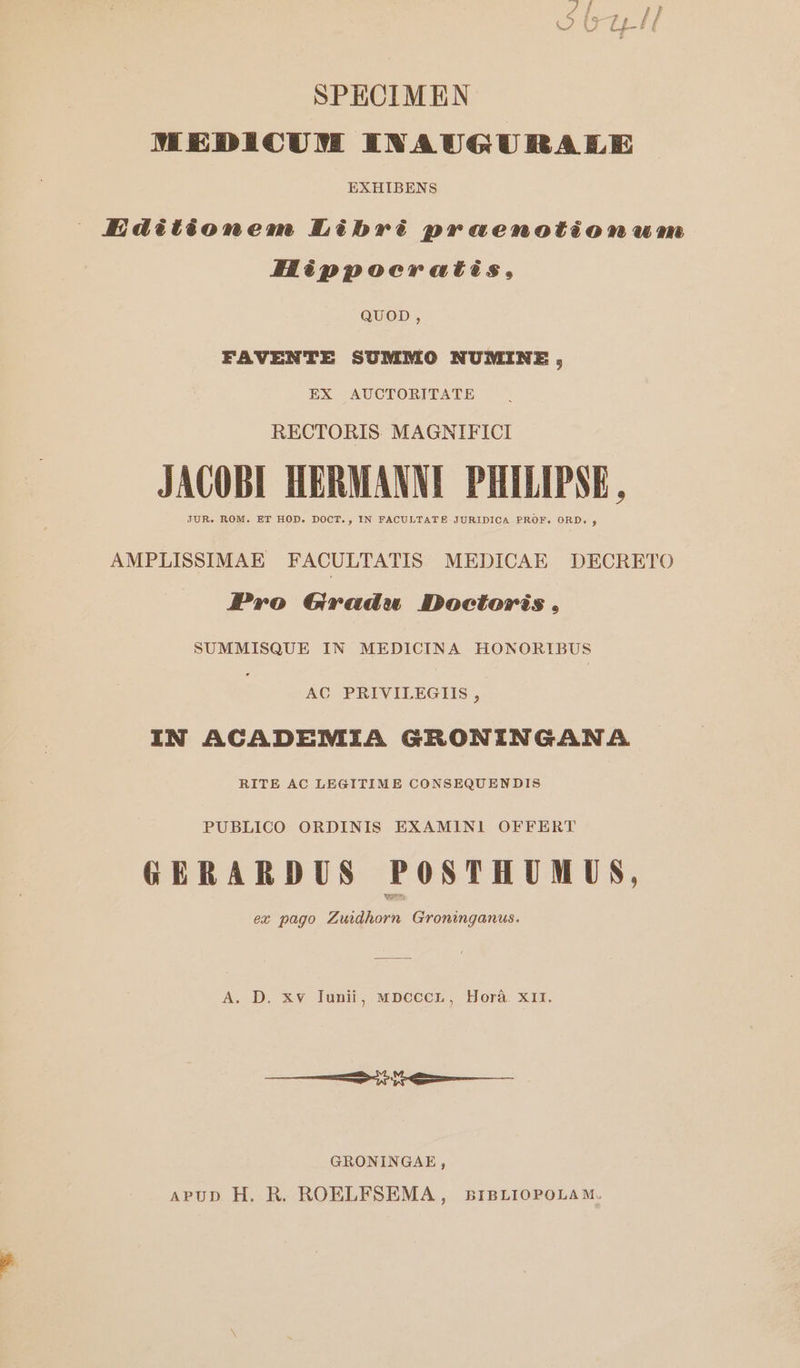 SPECIMEN
MEDICUM INAUGURALE
EXHIBENS
Editionem Libri praenotionum
Hippocratis,
QUOD,
FAVENTE SUMMO NUMINE,
EX AUCTORITATE
RECTORIS MAGNIFICI
JACOBI HERMANNI PHILIPSE,
JUR. ROM. ET HOD. DOCT., IN FACULTATE JURIDICA PROF. ORD.,
AMPLISSIMAE FACULTATIS MEDICAE DECRETO
Pro Gradu Doctoris,
SUMMISQUE IN MEDICINA HONORIBUS
AC PRIVILEGIIS,
IN ACADEMIA GRONINGANA
RITE AC LEGITIME CONSEQUENDIS
PUBLICO ORDINIS EXAMINI OFFERT
GERARDUS POSTHUMUS,
ex pago Zuidhorn Groninganus.
A. D. XV Iunii, MDCCCL, Horâ XII.
GRONINGAE,
APUD H. R. ROELFSEMA, BIBLIOPOLAM.